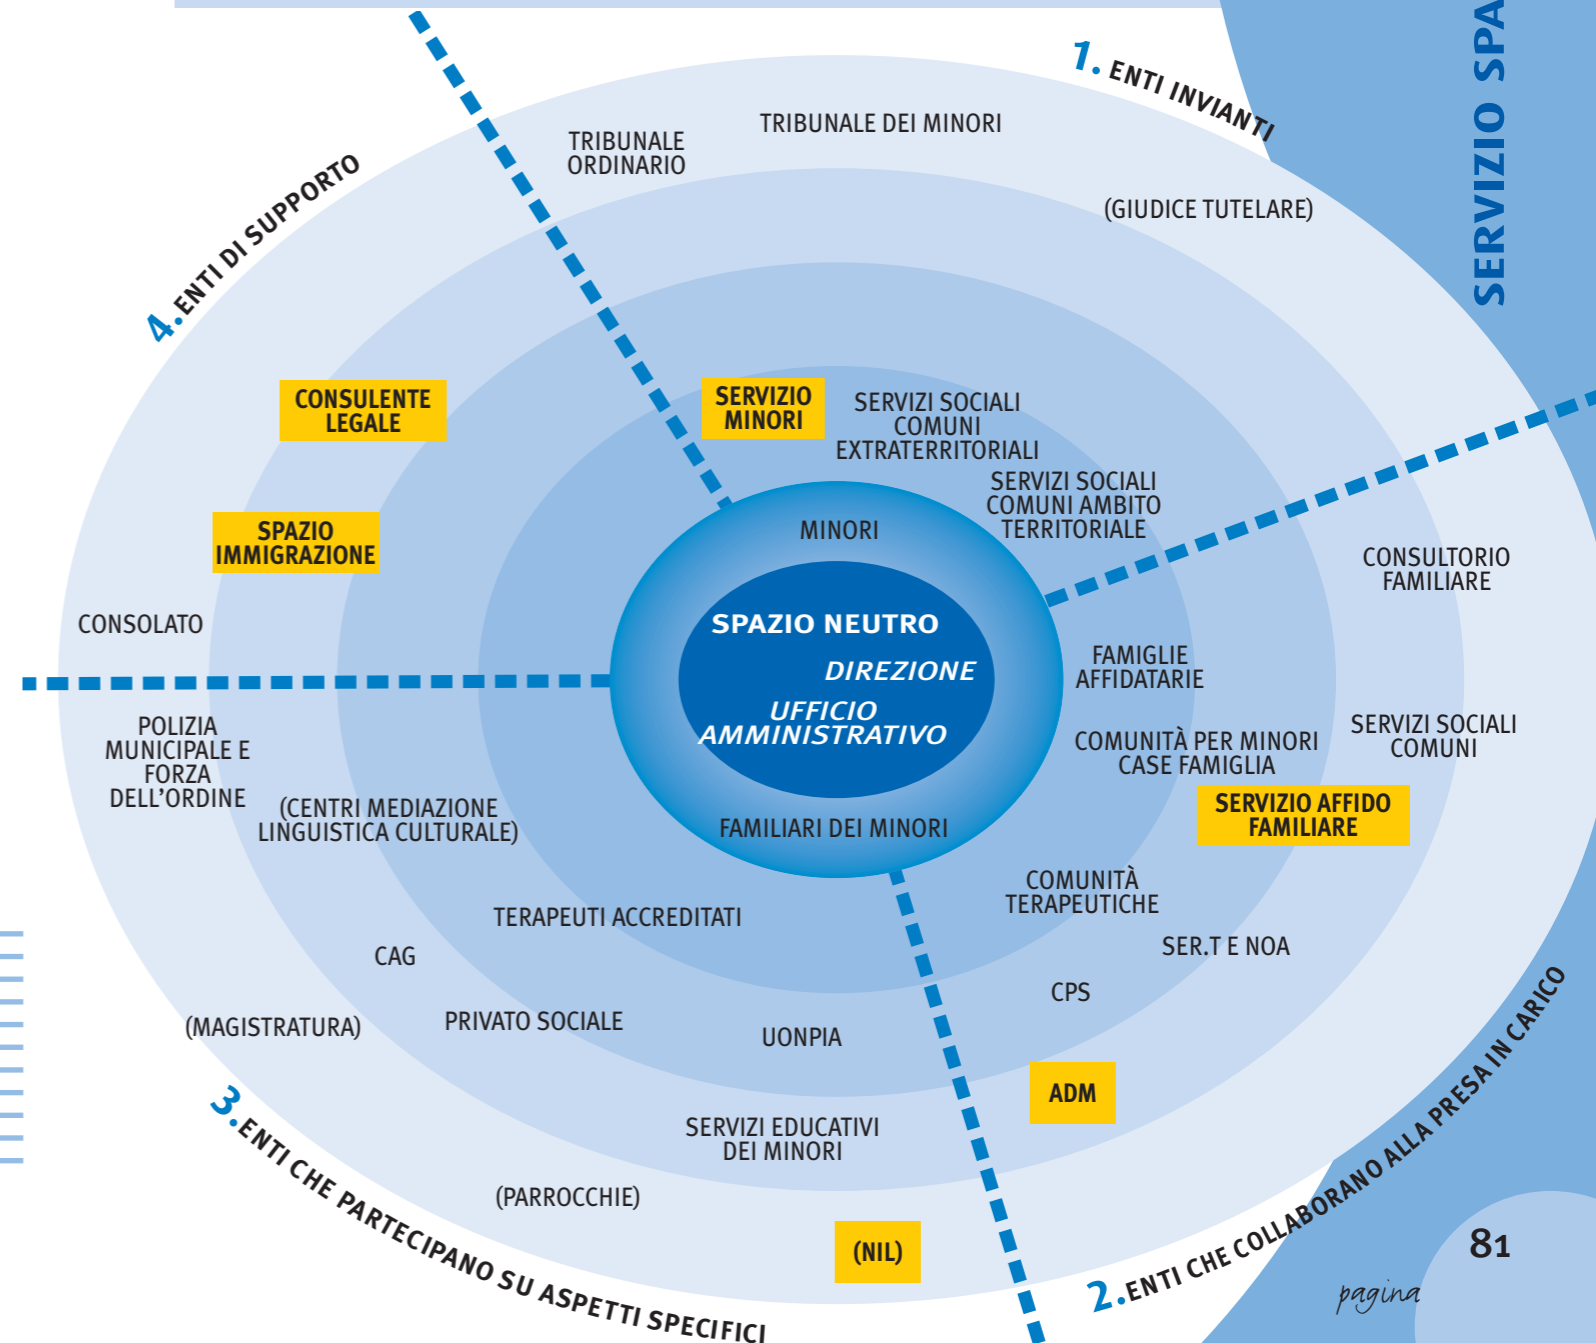 SERVIZIO SPA
1. ENTI INVIANTI
TRIBUNALE
ORDINARIO
TRIBUNALE DEI MINORI
(GIUDICE TUTELARE)
SERVIZIO
MINORI
SERVIZI SOCIALI
COMUNI
EXTRATERRITORIALI
SERVIZI SOCIALI
COMUNI AMBITO
TERRITORIALE
4. ENTI DI SUPPORTO
CONSULENTE
LEGALE
SPAZIO
IMMIGRAZIONE
CONSOLATO
MINORI
SPAZIO NEUTRO
DIREZIONE
UFFICIO
AMMINISTRATIVO
FAMILIARI DEI MINORI
CONSULTORIO
FAMILIARE
FAMIGLIE
AFFIDATARIE
SERVIZI SOCIALI
COMUNI
COMUNITÀ PER MINORI
CASE FAMIGLIA
SERVIZIO AFFIDO
FAMILIARE
COMUNITÀ
TERAPEUTICHE
SER.T E NOA
CPS
ADM
2. ENTI CHE COLLABORANO ALLA PRESA IN CARICO
POLIZIA
MUNICIPALE E
FORZA
DELL'ORDINE
(CENTRI MEDIAZIONE
LINGUISTICA CULTURALE)
TERAPEUTI ACCREDITATI
CAG
(MAGISTRATURA)
PRIVATO SOCIALE
UONPIA
SERVIZI EDUCATIVI
DEI MINORI
(PARROCCHIE)
(NIL)
3. ENTI CHE PARTECIPANO SU ASPETTI SPECIFICI
81
pagina